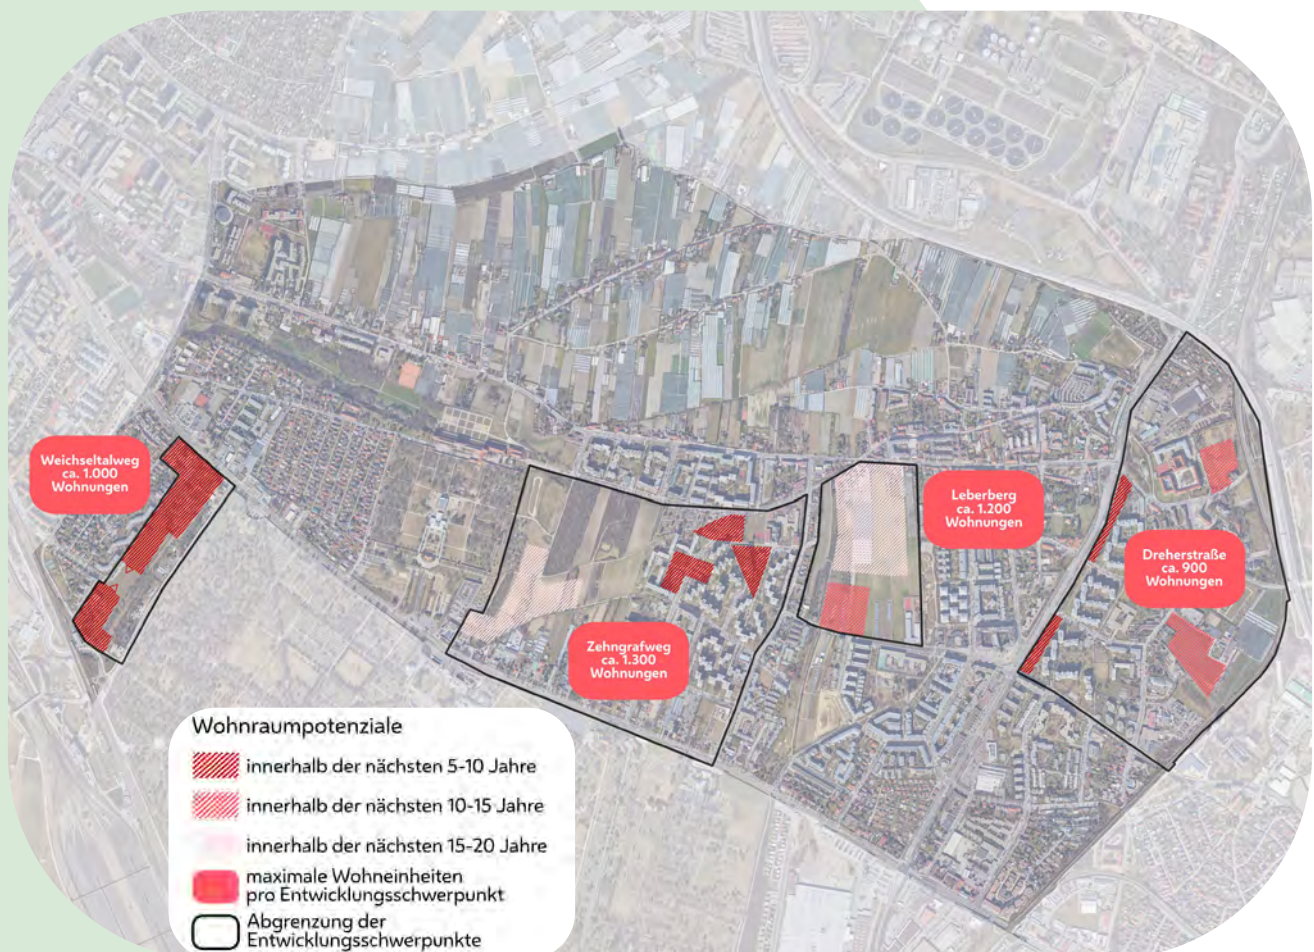 Weichseltalweg
ca. 1.000
Wohnungen
Leberberg
ca. 1.200
Wohnungen
Dreherstraße
ca. 900
Wohnungen
Zehngrafweg
ca. 1.300
Wohnungen
Wohnraumpotenziale
innerhalb der nächsten 5-10 Jahre
innerhalb der nächsten 10-15 Jahre
innerhalb der nächsten 15-20 Jahre
maximale Wohneinheiten
pro Entwicklungsschwerpunkt
Abgrenzung der
Entwicklungsschwerpunkte